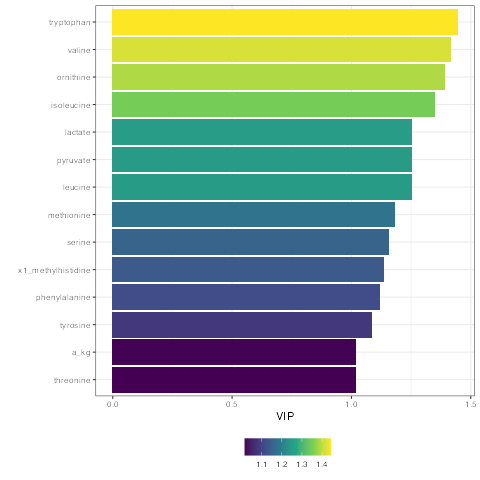 tryptophan
valine
ornithine
isoleucine
lactate
pyruvate
leucine
methionine
serine
x1_methylhistidine
phenylalanine
tyrosine
a_kg
threonine
0.0 0.5 1.0 1.5
VIP
1.1 1.2 1.3 1.4